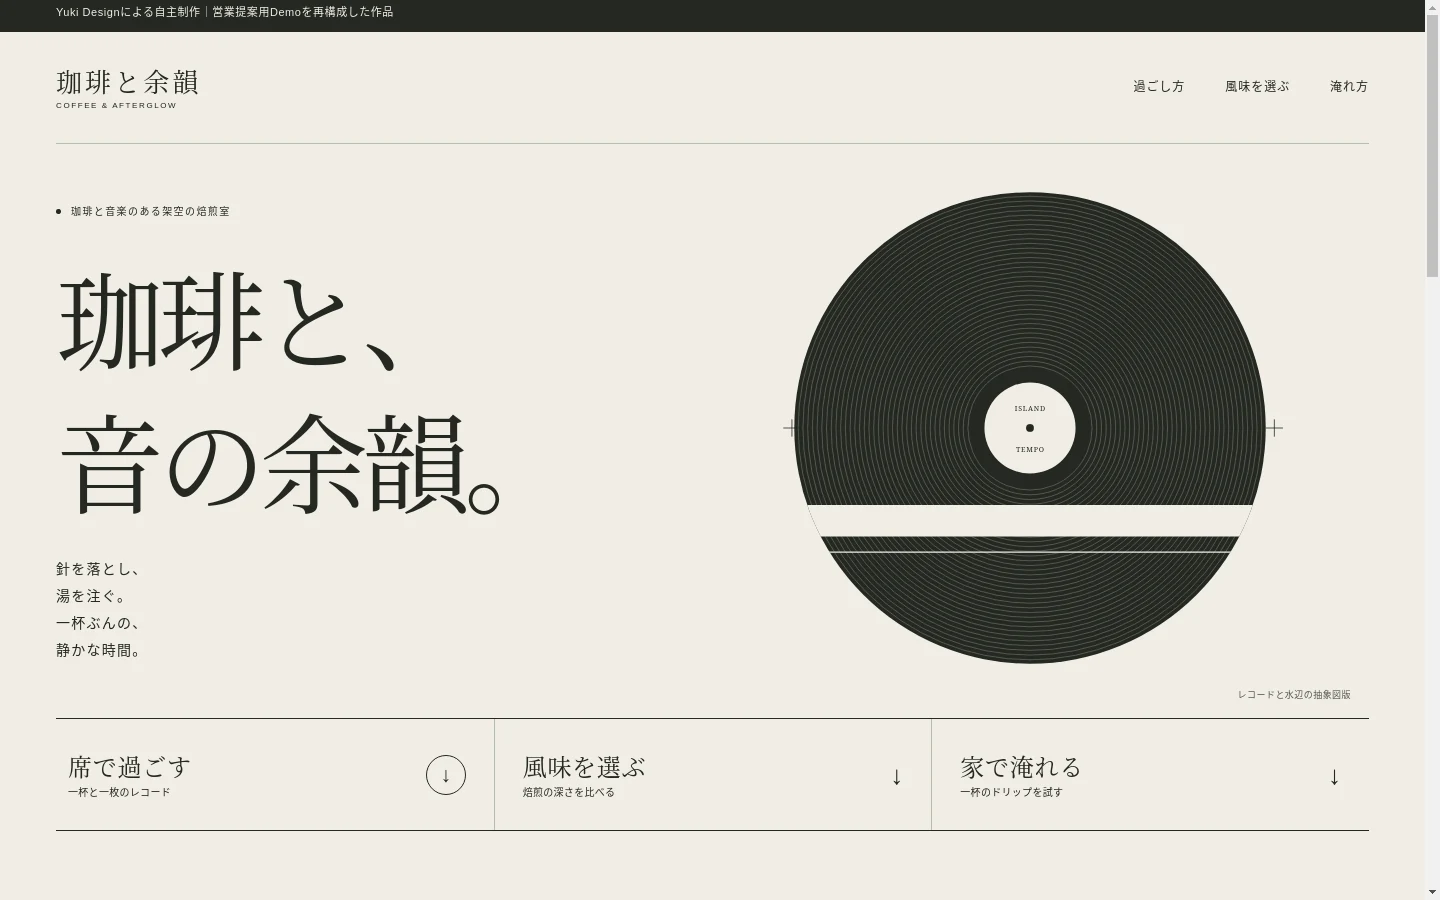 Yuki Designによる自主制作｜営業提案用Demoを再構成した作品
珈琲と余韻
COFFEE & AFTERGLOW
過ごし方
風味を選ぶ
淹れ方
珈琲と音楽のある架空の焙煎室
珈琲と、
音の余韻。
針を落とし、
湯を注ぐ。
一杯ぶんの、
静かな時間。
ISLAND
TEMPO
レコードと水辺の抽象図版
席で過ごす
一杯と一枚のレコード
↓
風味を選ぶ
焙煎の深さを比べる
↓
家で淹れる
一杯のドリップを試す
↓